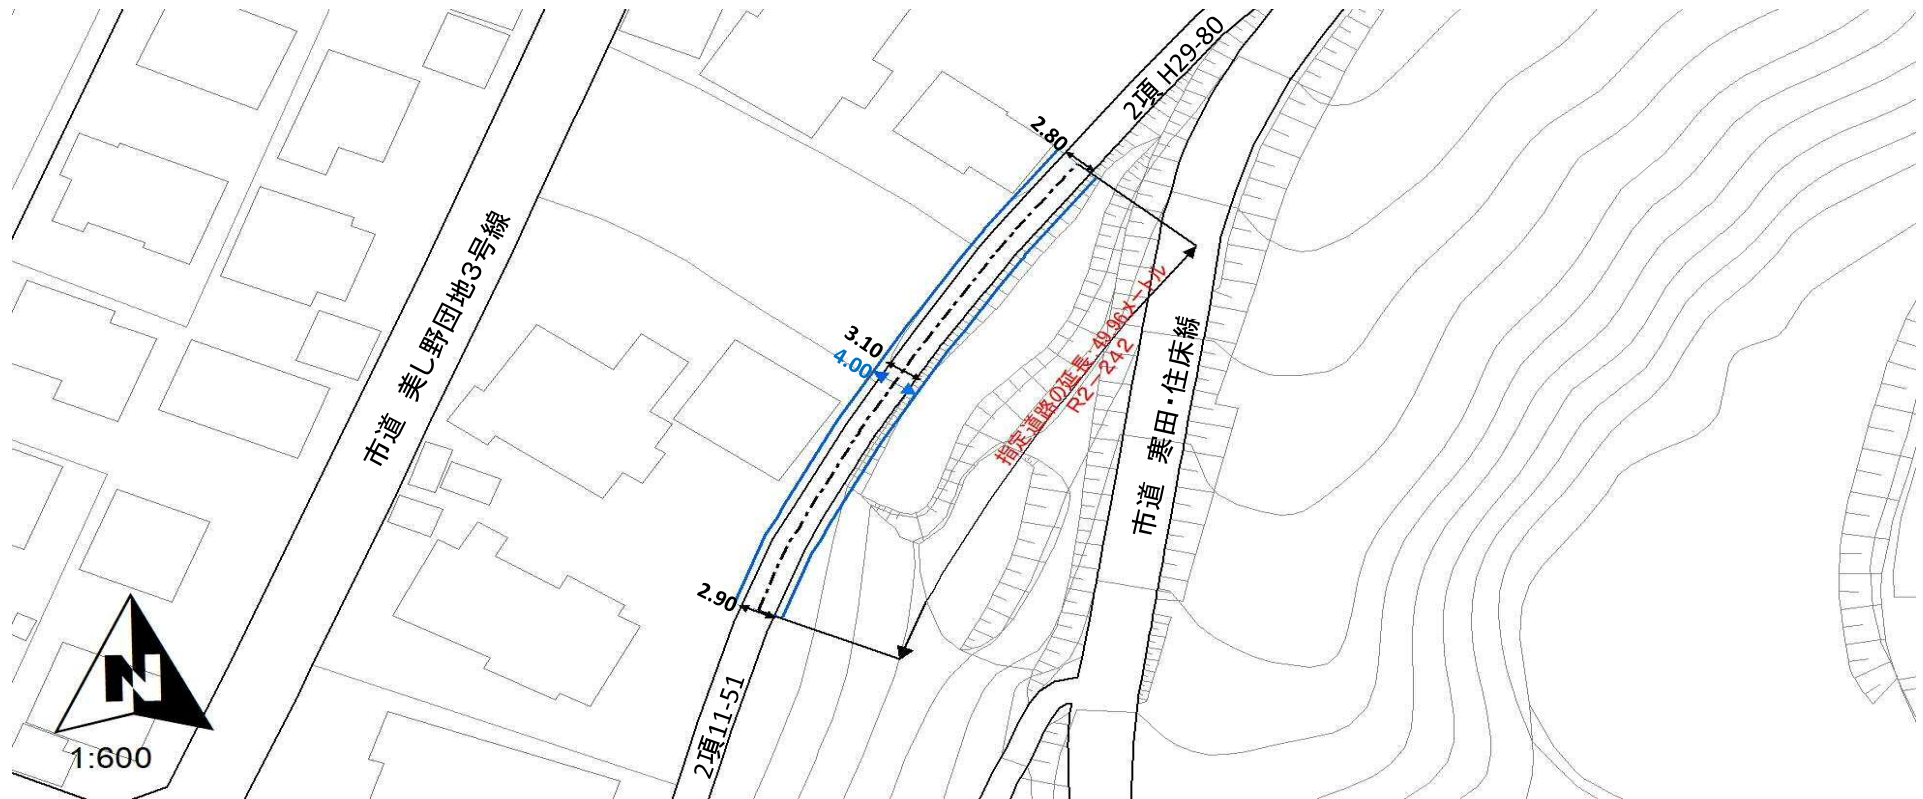 2項 H29-80
2.80
市道 美し野団地3号線
3.10
4.00
指定道路の延長 49.96メートル
R2-242
市道 寒田・住床線
2.90
2項11-51
N
1:600